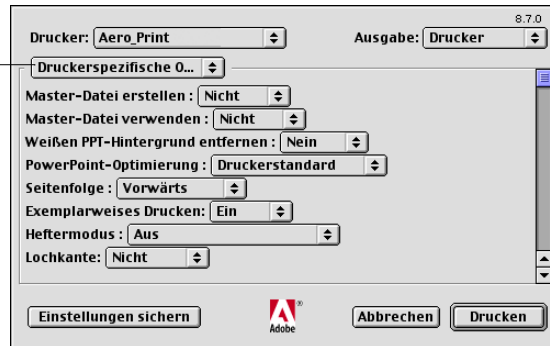 8.7.0
Drucker: Aero_Print Ausgabe: Drucker
Druckerspezifische O...
Master-Datei erstellen : Nicht
Master-Datei verwenden : Nicht
Weißen PPT-Hintergrund entfernen : Nein
PowerPoint-Optimierung : Druckerstandard
Seitenfolge : Vorwärts
Exemplarweises Drucken: Ein
Heftermodus : Aus
Lochkante: Nicht
Einstellungen sichern Adobe ® Abbrechen Drucken